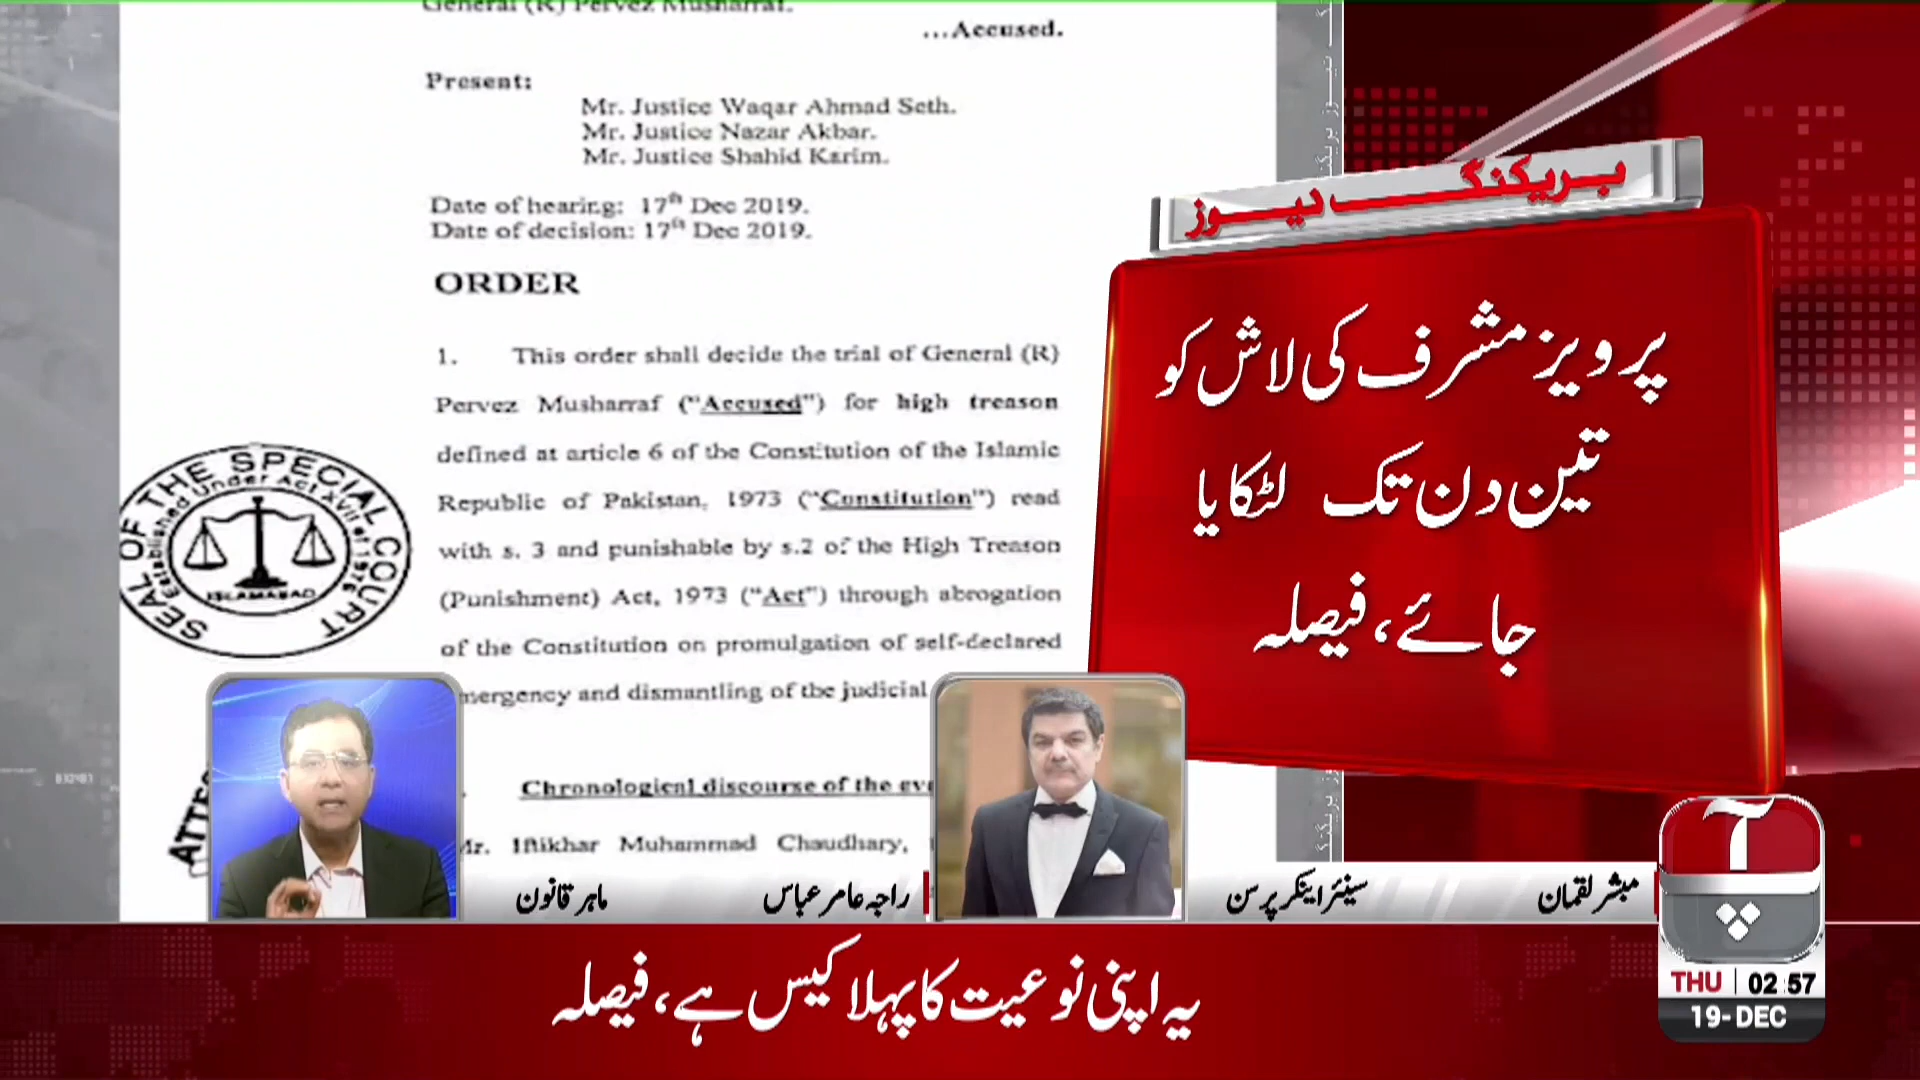 General (R) Pervez Musharraf.
...Accused.
Present:
Mr. Justice Waqar Ahmad Seth.
Mr. Justice Nazar Akbar.
Mr. Justice Shahid Karim.
Date of hearing: 17th Dec 2019.
Date of decision: 17th Dec 2019.
ORDER
1. This order shall decide the trial of General (R)
Pervez Musharraf ("Accused") for high treason
defined at article 6 of the Constitution of the Islamic
Republic of Pakistan, 1973 ("Constitution") read
with s. 3 and punishable by s.2 of the High Treason
(Punishment) Act, 1973 ("Act") through abrogation
of the Constitution on promulgation of self-declared
mergency and dismantling of the judicial
Chronological discourse of the eve
Mr. Iftikhar Muhammad Chaudhary,
SEAL OF THE SPECIAL COURT
Established Under Act XVII of 1976
ISLAMABAD
ATTES
بریکنگ نیوز
پرویز مشرف کی لاش کو
تین دن تک لٹکایا
جائے، فیصلہ
مبشر لقمان
سینئر اینکر پرسن
راجہ عامر عباس
ماہر قانون
یہ اپنی نوعیت کا پہلا کیس ہے، فیصلہ
آپ
THU 02:57
19-DEC